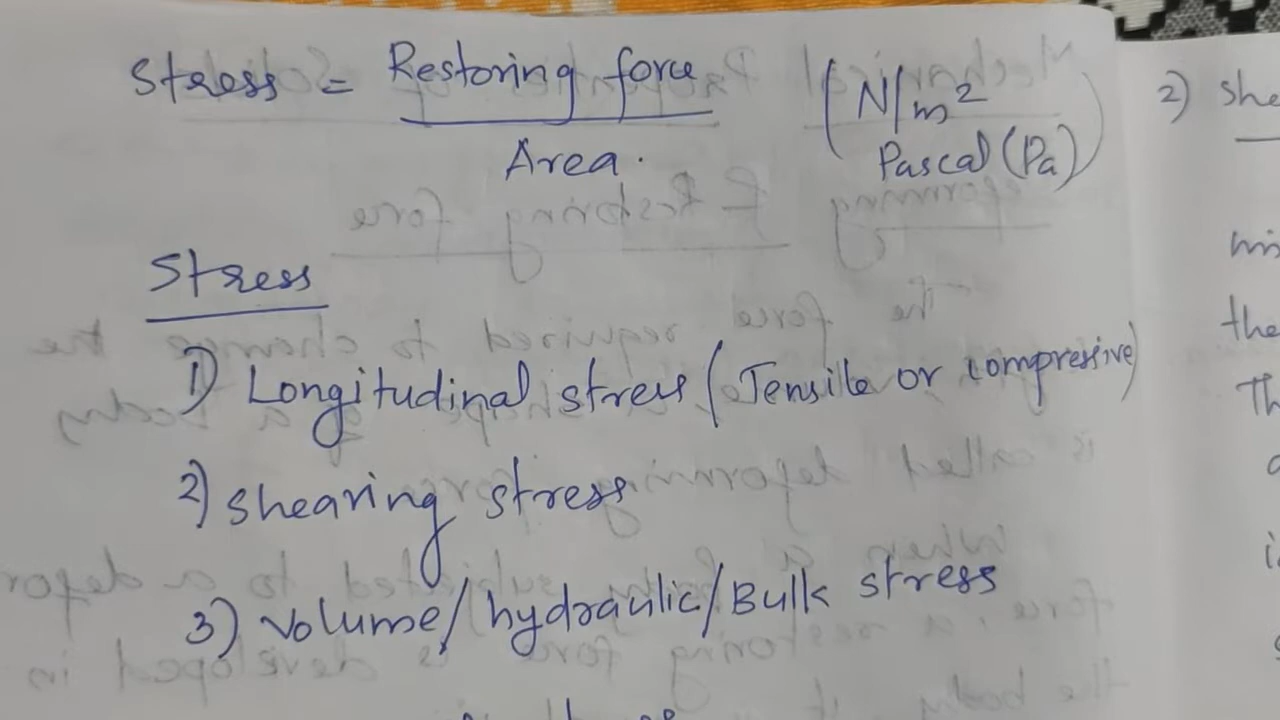 Stress = Restoring force
Area.
(N/m²
Pascal (Pa))
Stress
1) Longitudinal stress (Tensile or compressive)
2) shearing stress
3) Volume/hydraulic/Bulk stress
2) she
the
Th